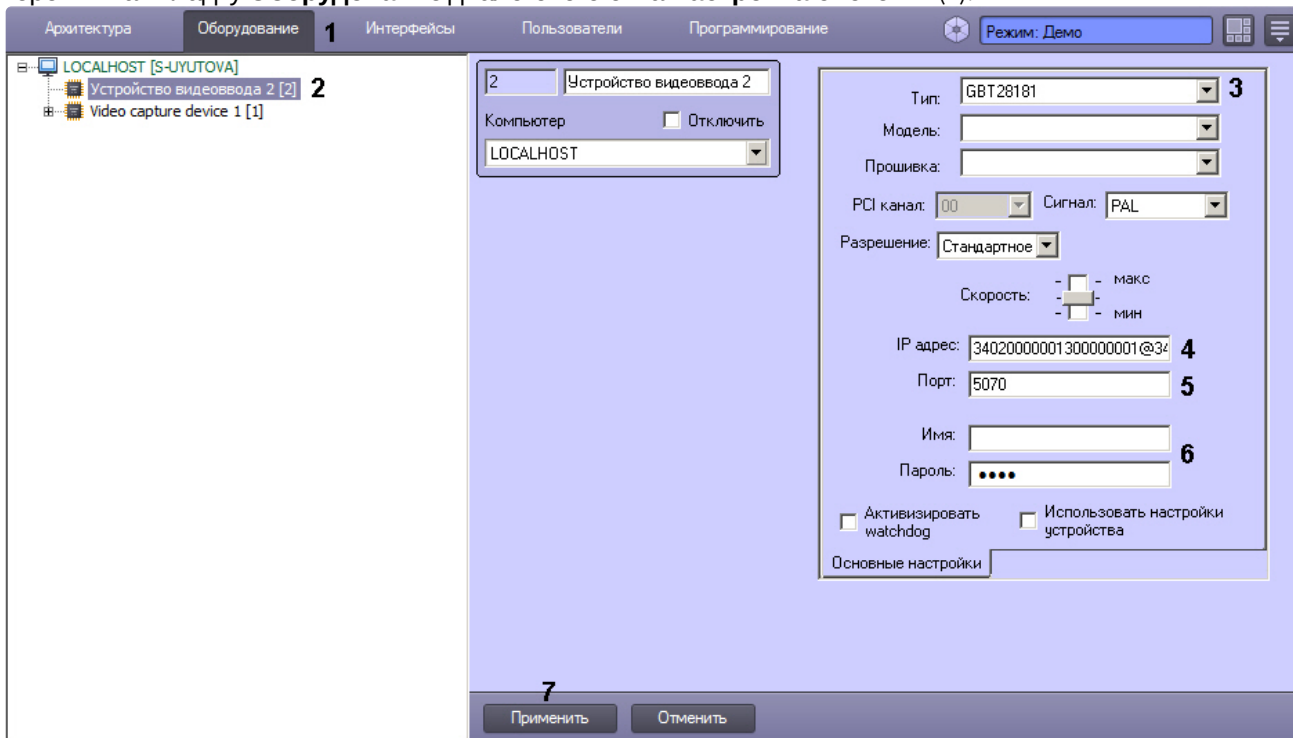 Архитектура Оборудование 1 Интерфейсы Пользователи Программирование Режим: Демо
LOCALHOST [S-UYUTOVA]
Устройство видеоввода 2 [2] 2
Video capture device 1 [1]
2 Устройство видеоввода 2
Компьютер Отключить
LOCALHOST
Тип: GBT28181 3
Модель:
Прошивка:
PCI канал: 00 Сигнал: PAL
Разрешение: Стандартное
макс
Скорость:
мин
IP адрес: 34020000001300000001@34 4
Порт: 5070 5
Имя:
6
Пароль: ••••
Активизировать watchdog
Использовать настройки устройства
Основные настройки
7
Применить Отменить